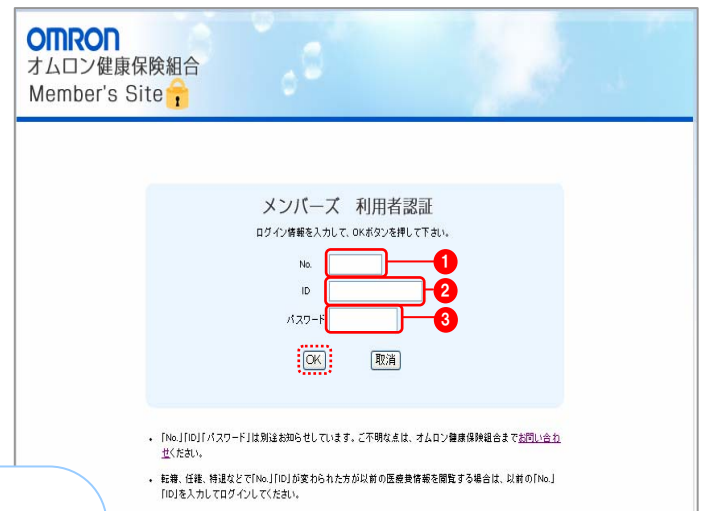 OMRON
オムロン健康保険組合
Member's Site
メンバーズ 利用者認証
ログイン情報を入力して、OKボタンを押して下さい。
No.
1
ID
2
パスワード
3
OK 取消
・「No.」「ID」「パスワード」は別途お知らせしています。ご不明な点は、オムロン健康保険組合までお問い合わ
せください。
・転籍、任継、特退などで「No.」「ID」が変わられた方が以前の医療費情報を閲覧する場合は、以前の「No.」
「ID」を入力してログインしてください。